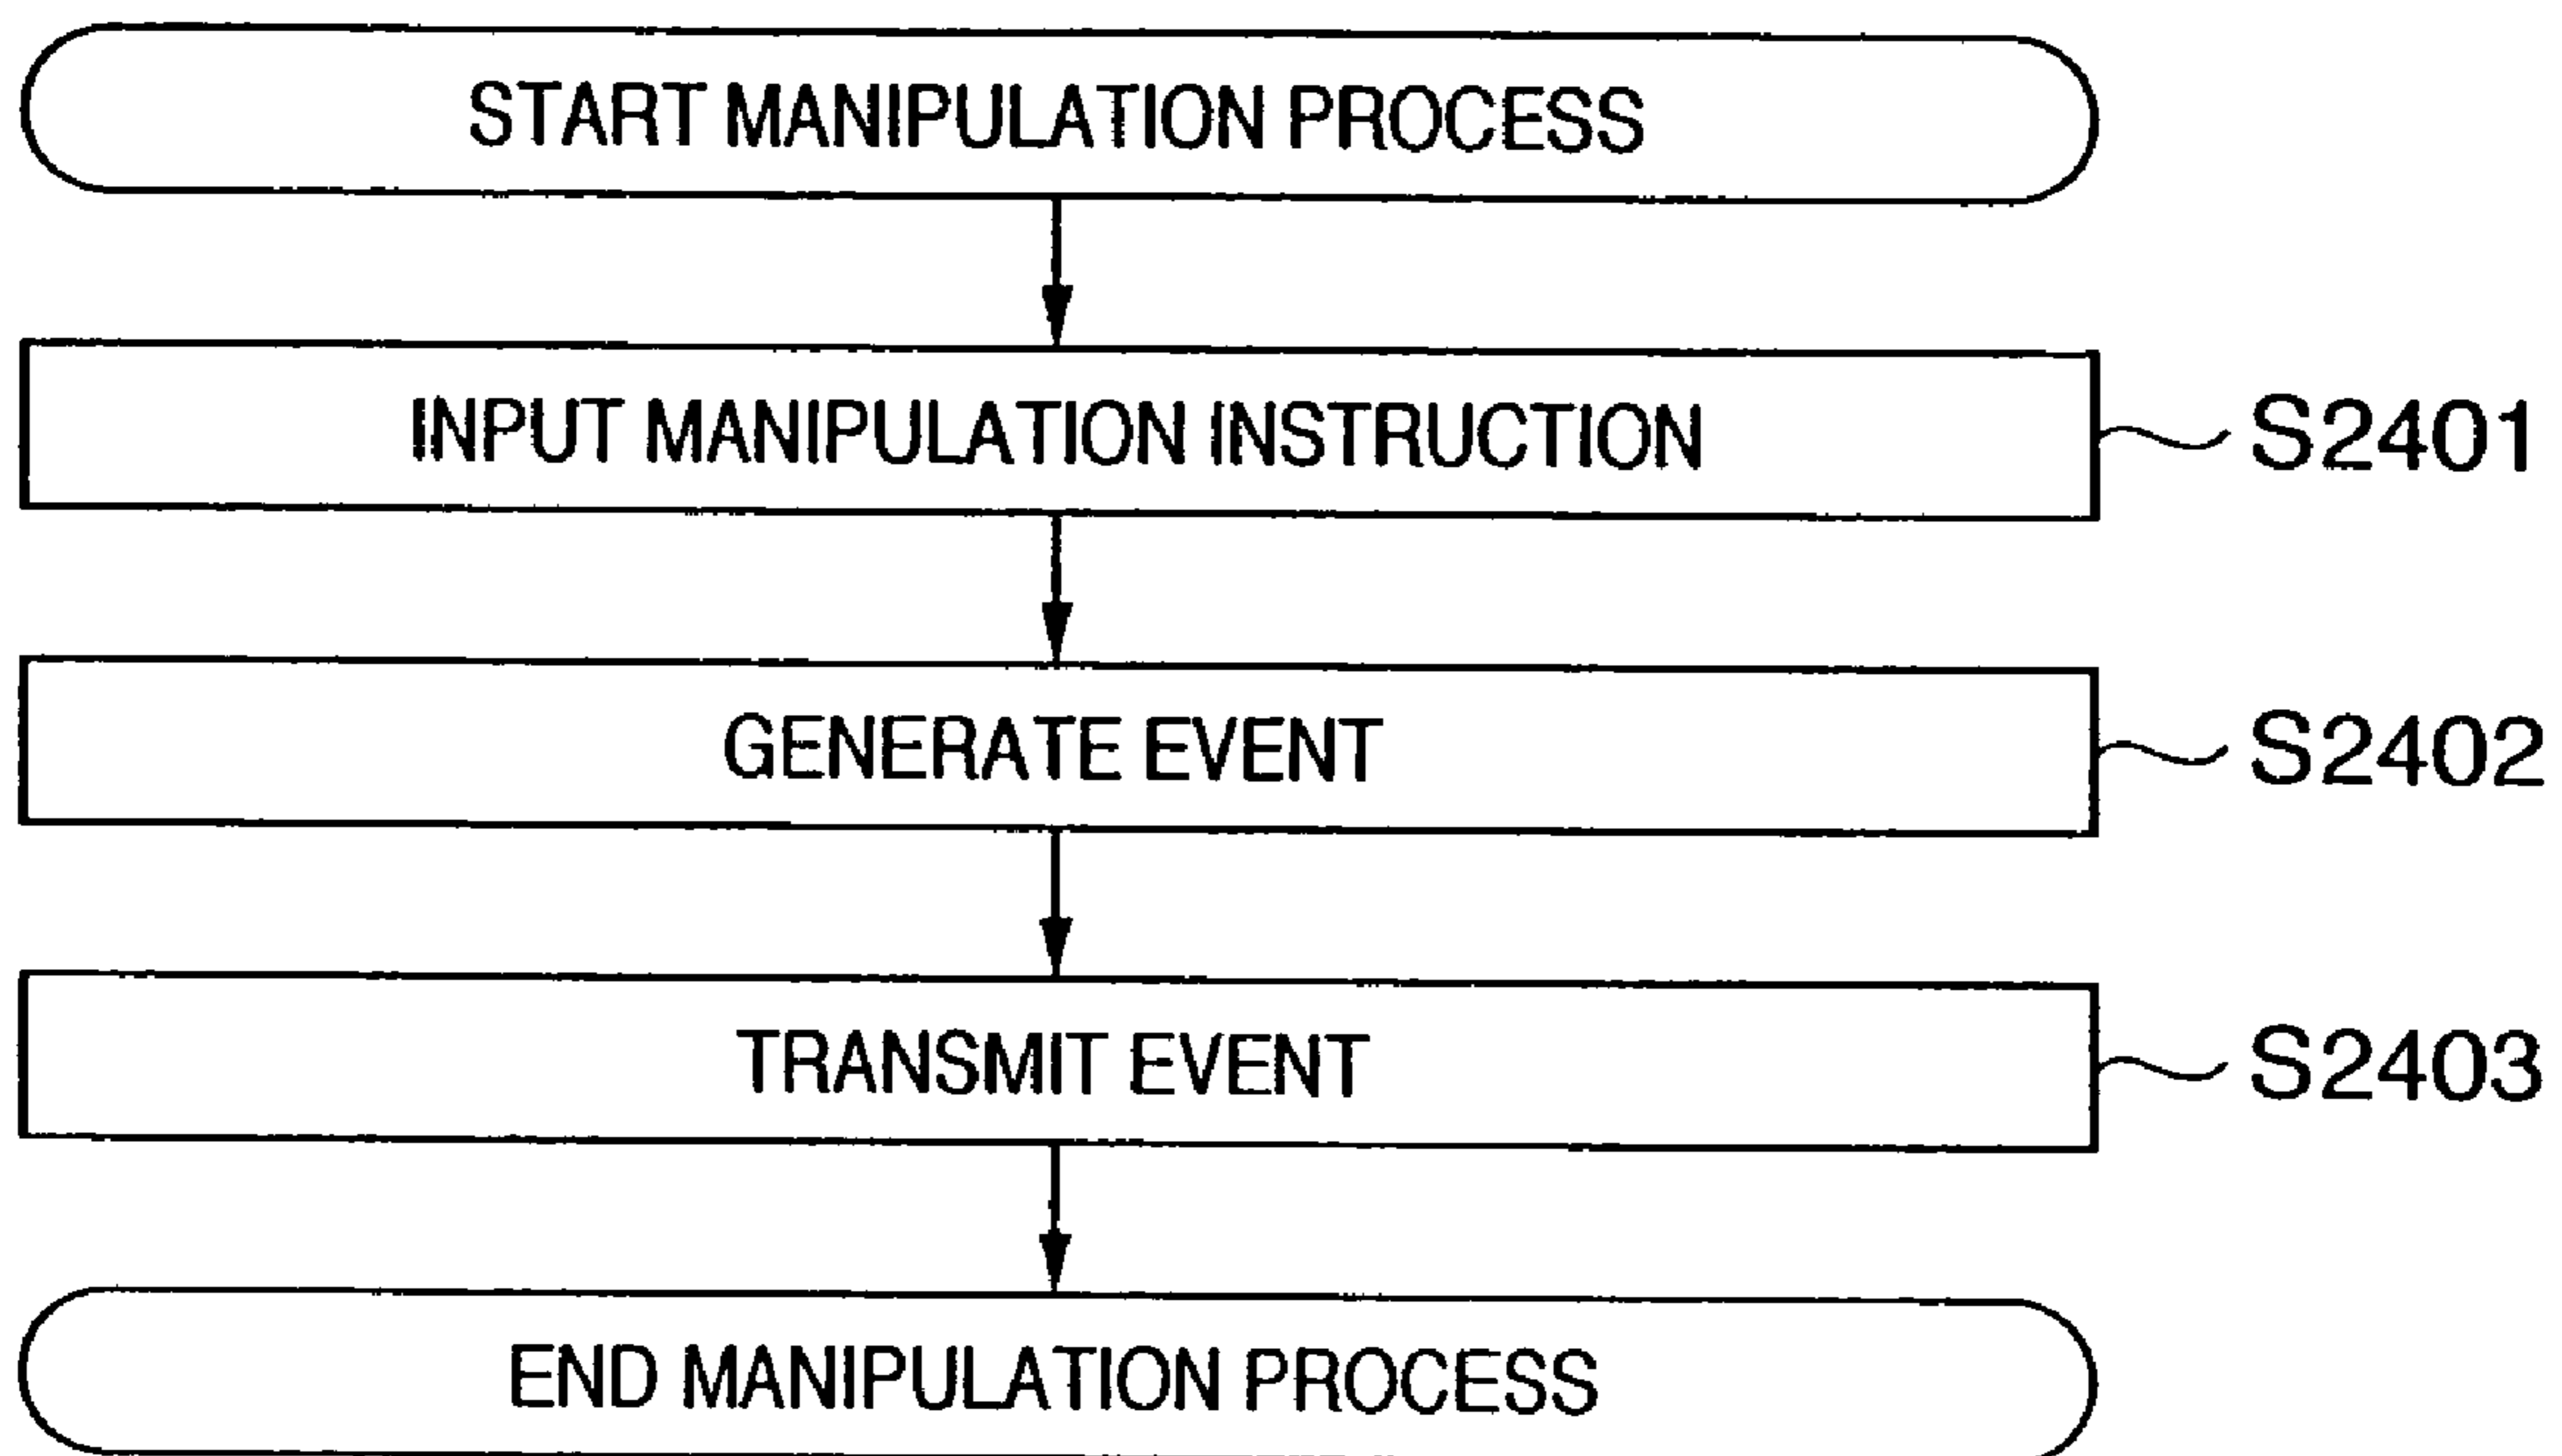 START MANIPULATION PROCESS
INPUT MANIPULATION INSTRUCTION S2401
GENERATE EVENT S2402
TRANSMIT EVENT S2403
END MANIPULATION PROCESS